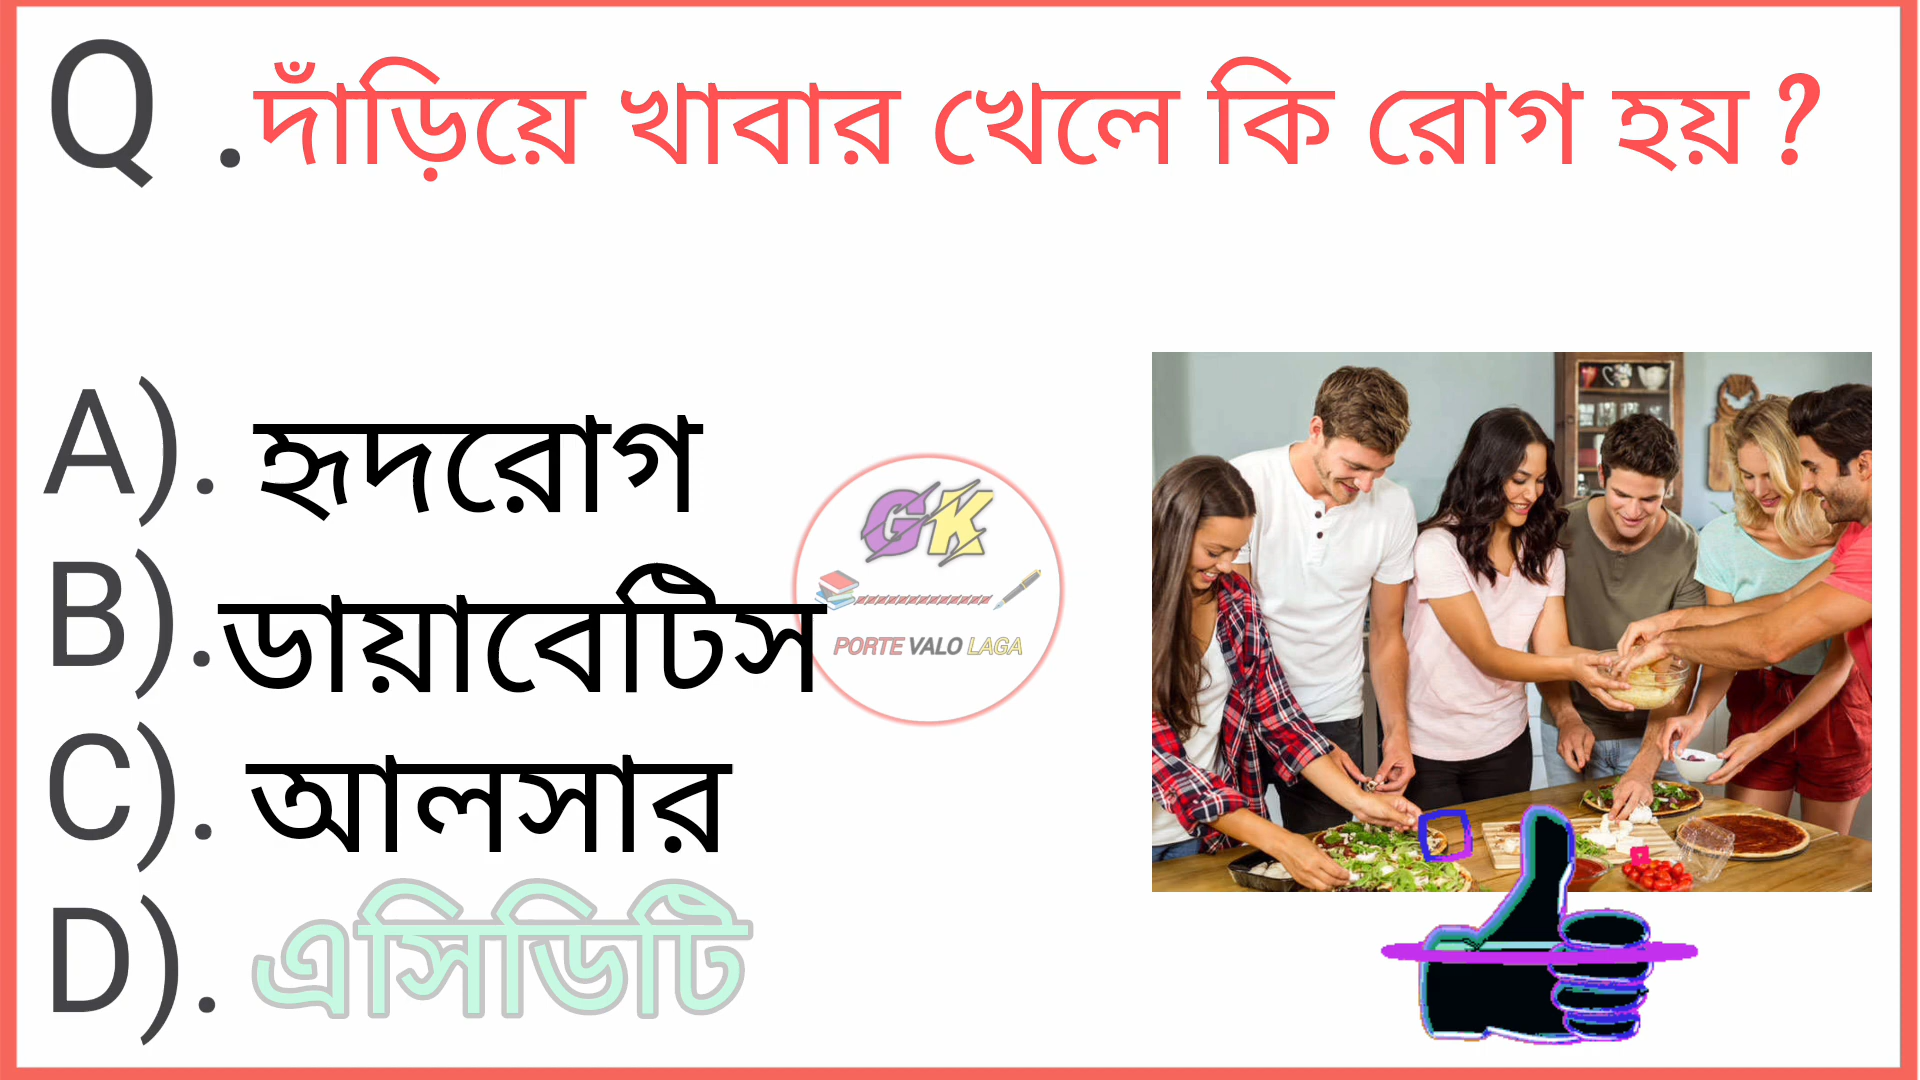 Q .দাঁড়িয়ে খাবার খেলে কি রোগ হয় ?
A). হৃদরোগ
B).ডায়াবেটিস
C). আলসার
D). এসিডিটি
GK
PORTE VALO LAGA